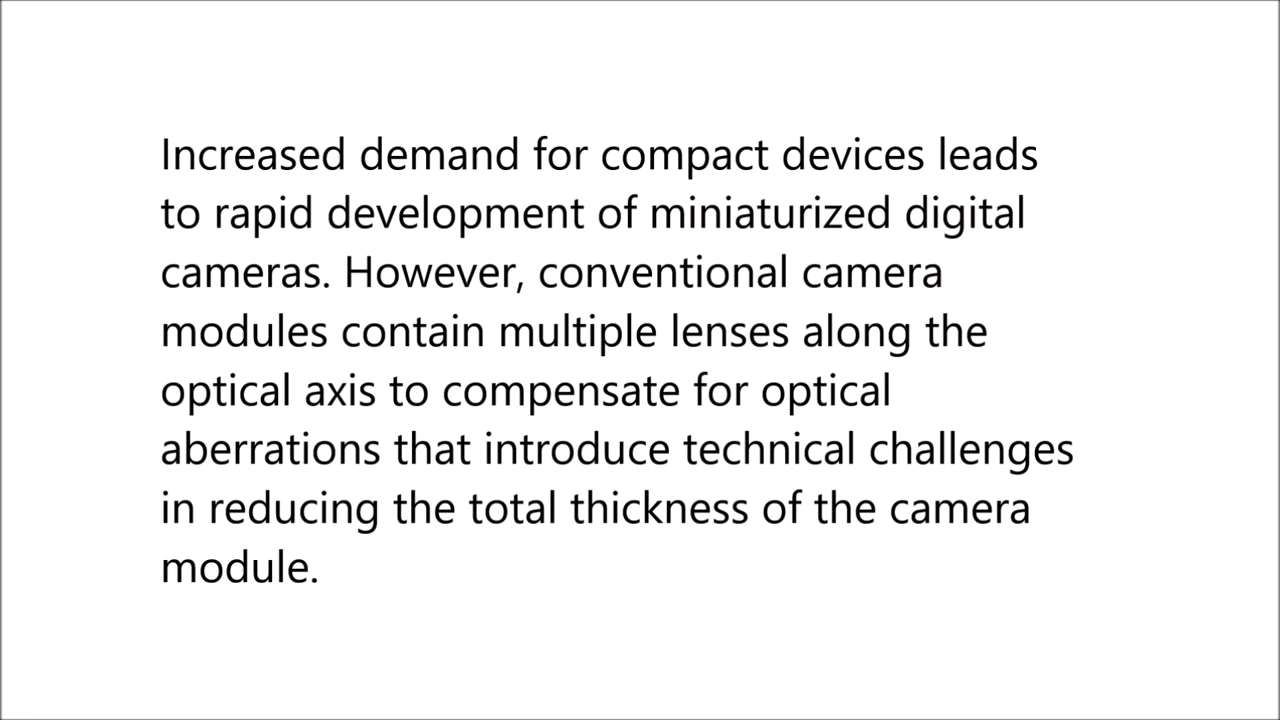 Increased demand for compact devices leads
to rapid development of miniaturized digital
cameras. However, conventional camera
modules contain multiple lenses along the
optical axis to compensate for optical
aberrations that introduce technical challenges
in reducing the total thickness of the camera
module.